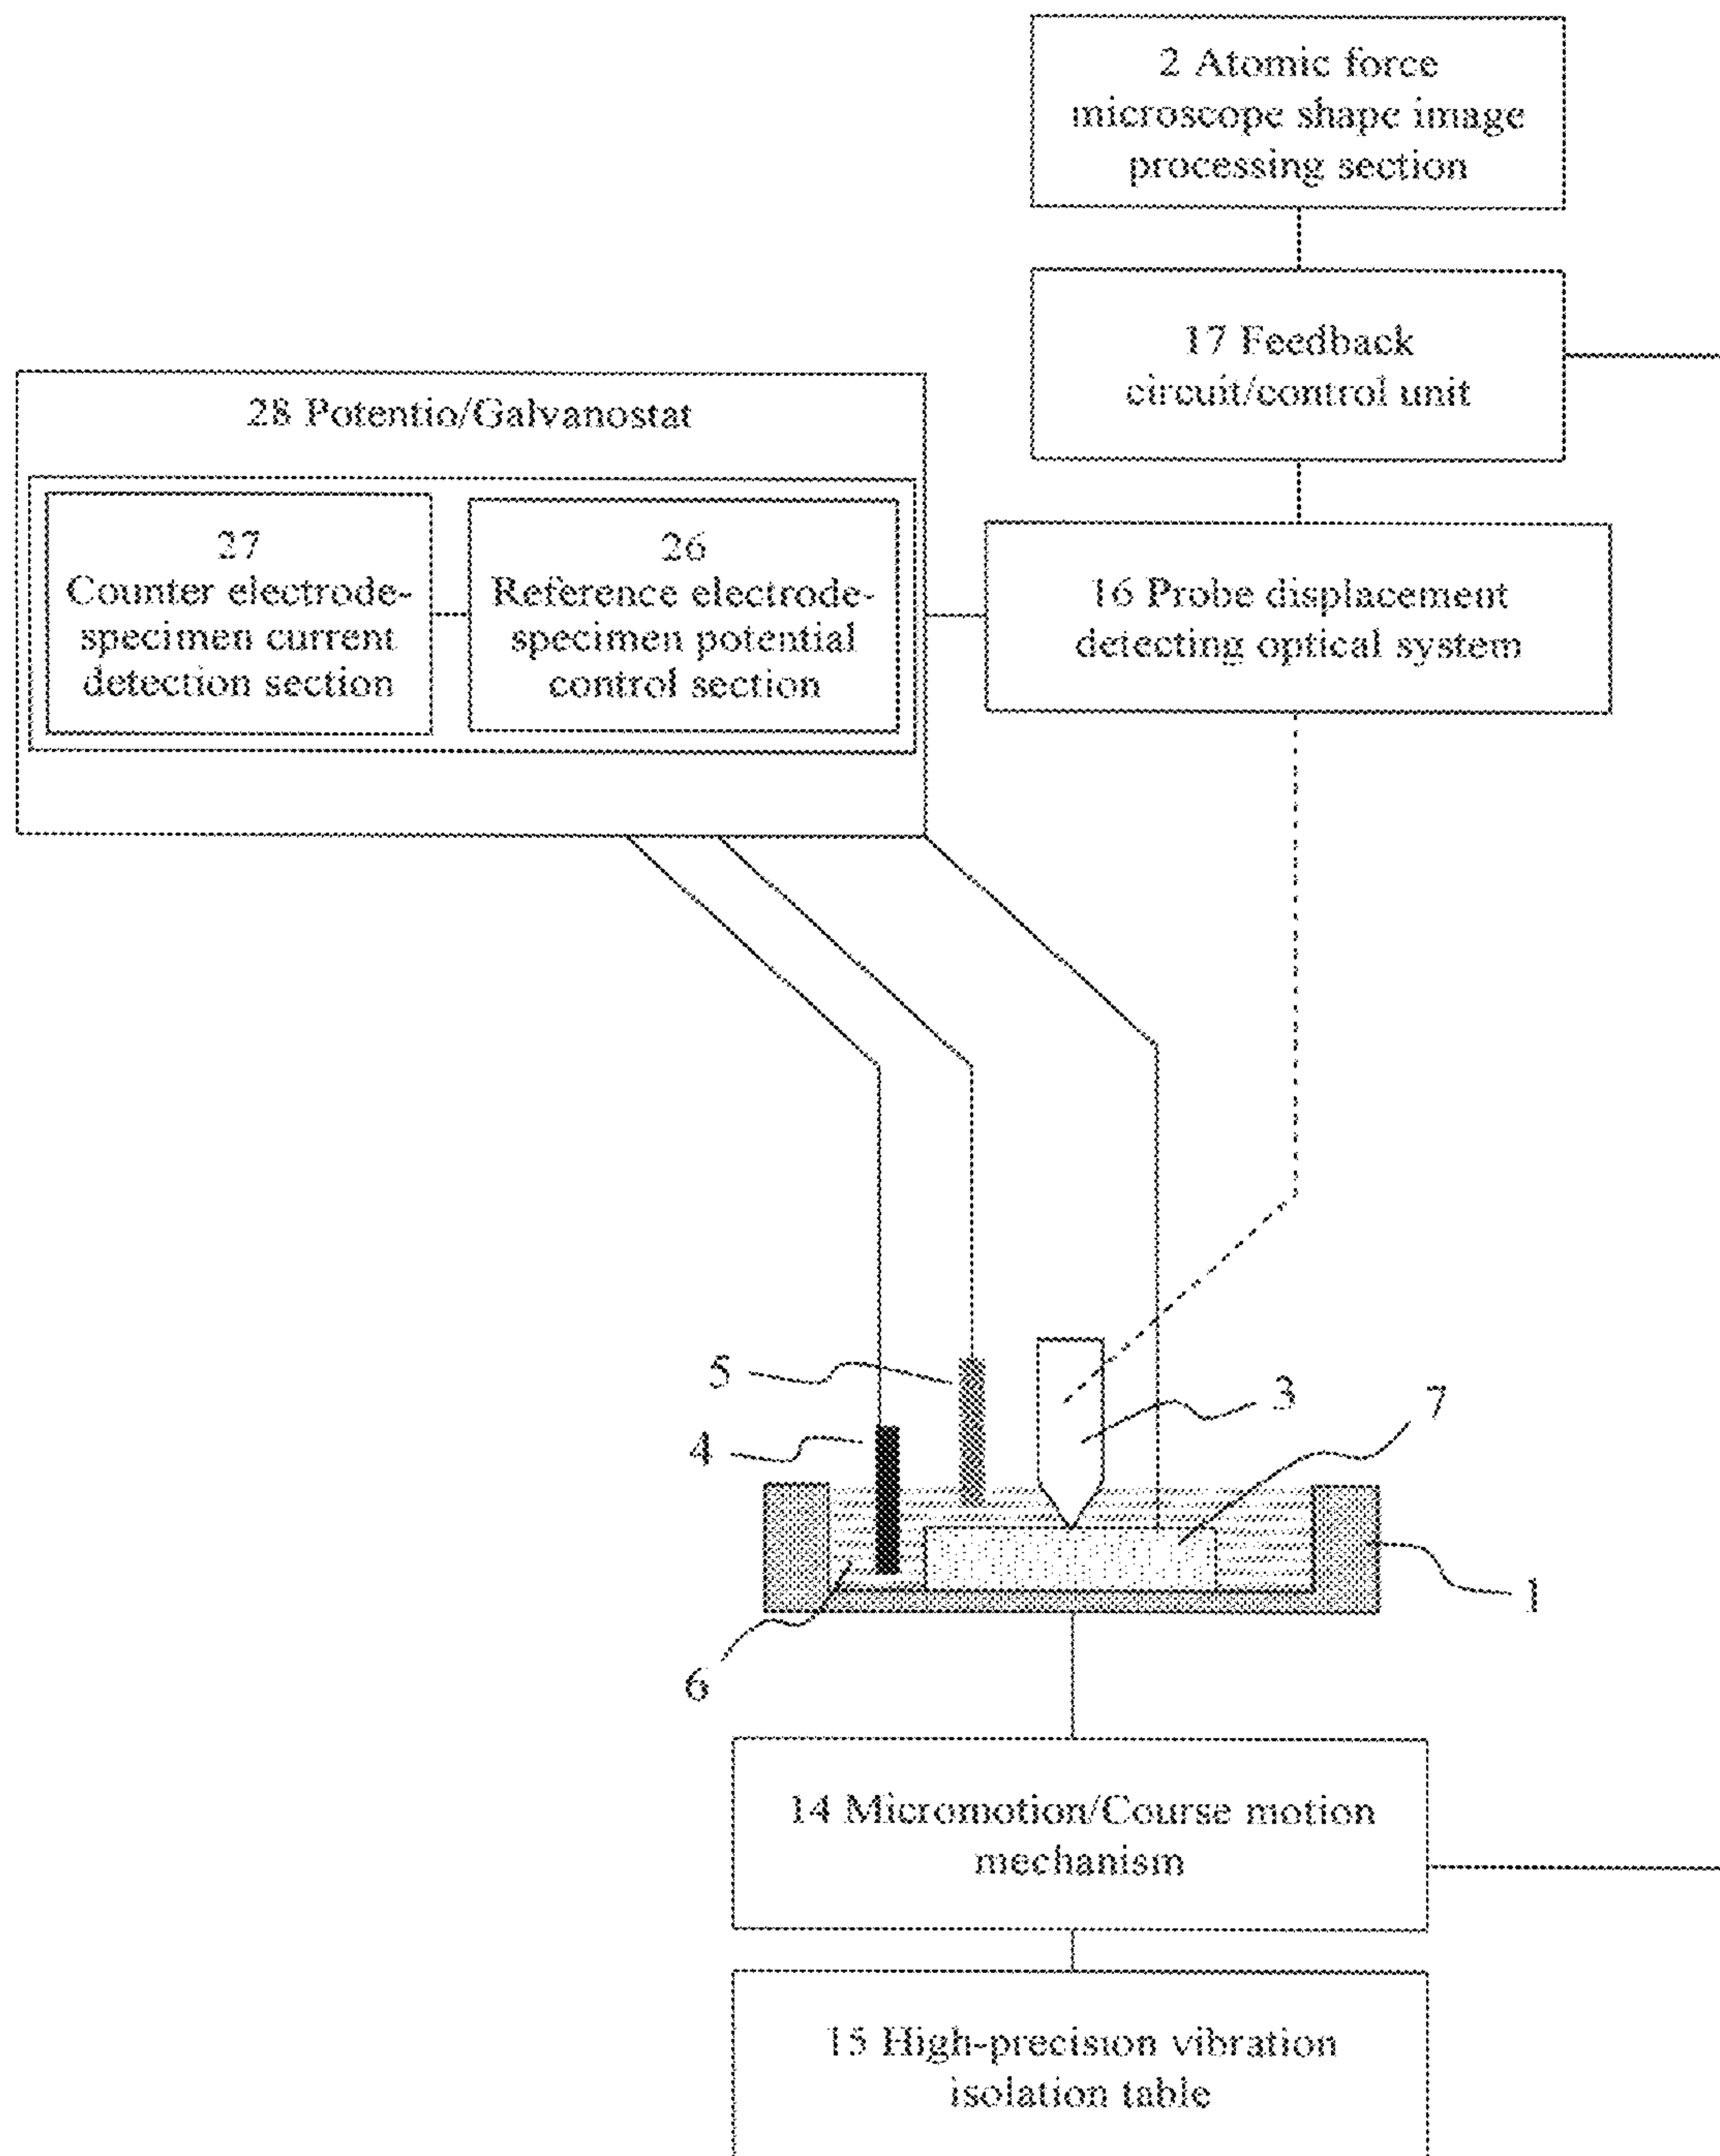 2 Atomic force
microscope shape image
processing section
17 Feedback
circuit/control unit
28 Potentio/Galvanostat
27
Counter electrode-
specimen current
detection section
26
Reference electrode-
specimen potential
control section
16 Probe displacement
detecting optical system
5
3
7
4
1
6
14 Micromotion/Course motion
mechanism
15 High-precision vibration
isolation table